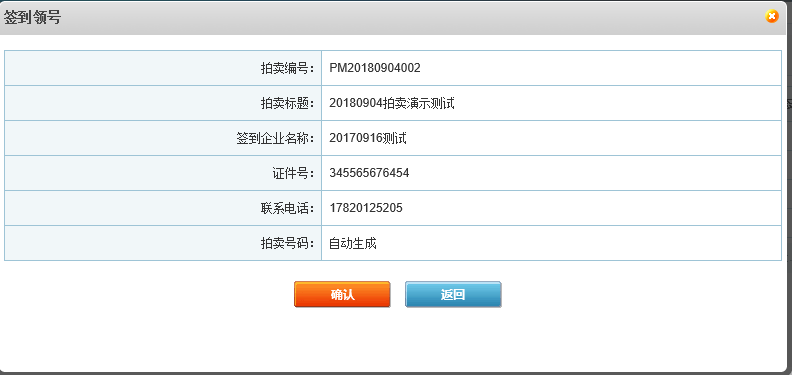 签到领号
拍卖编号： PM20180904002
拍卖标题： 20180904拍卖演示测试
签到企业名称： 20170916测试
证件号： 345565676454
联系电话： 17820125205
拍卖号码： 自动生成
确认 返回